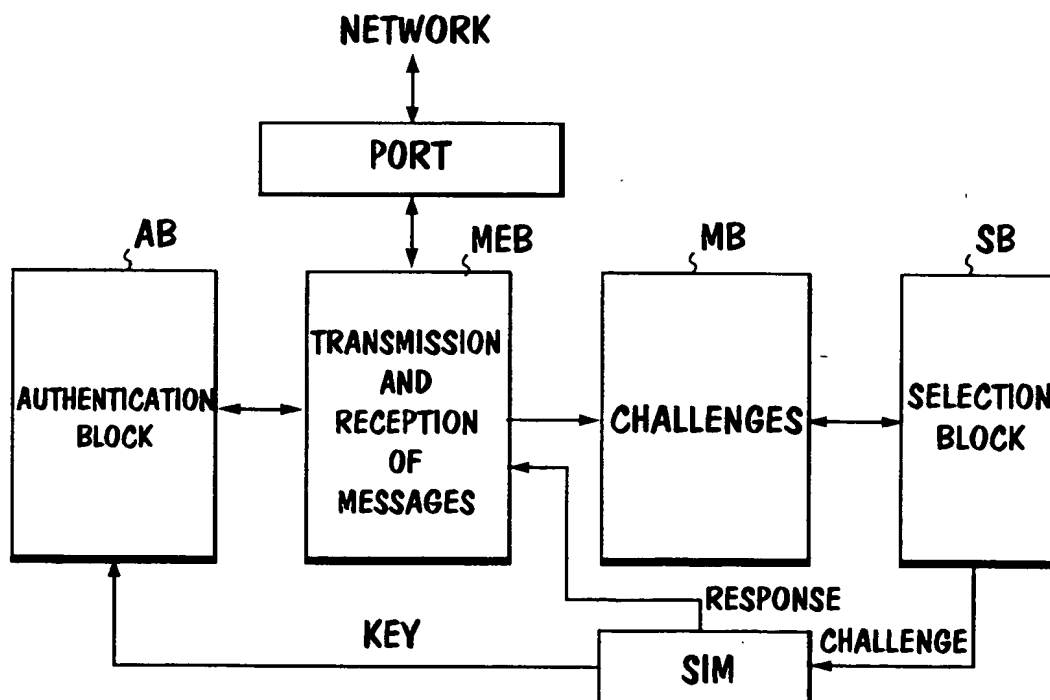 NETWORK
PORT
AB
MEB
MB
SB
AUTHENTICATION
BLOCK
TRANSMISSION
AND
RECEPTION
OF
MESSAGES
CHALLENGES
SELECTION
BLOCK
RESPONSE
KEY
CHALLENGE
SIM